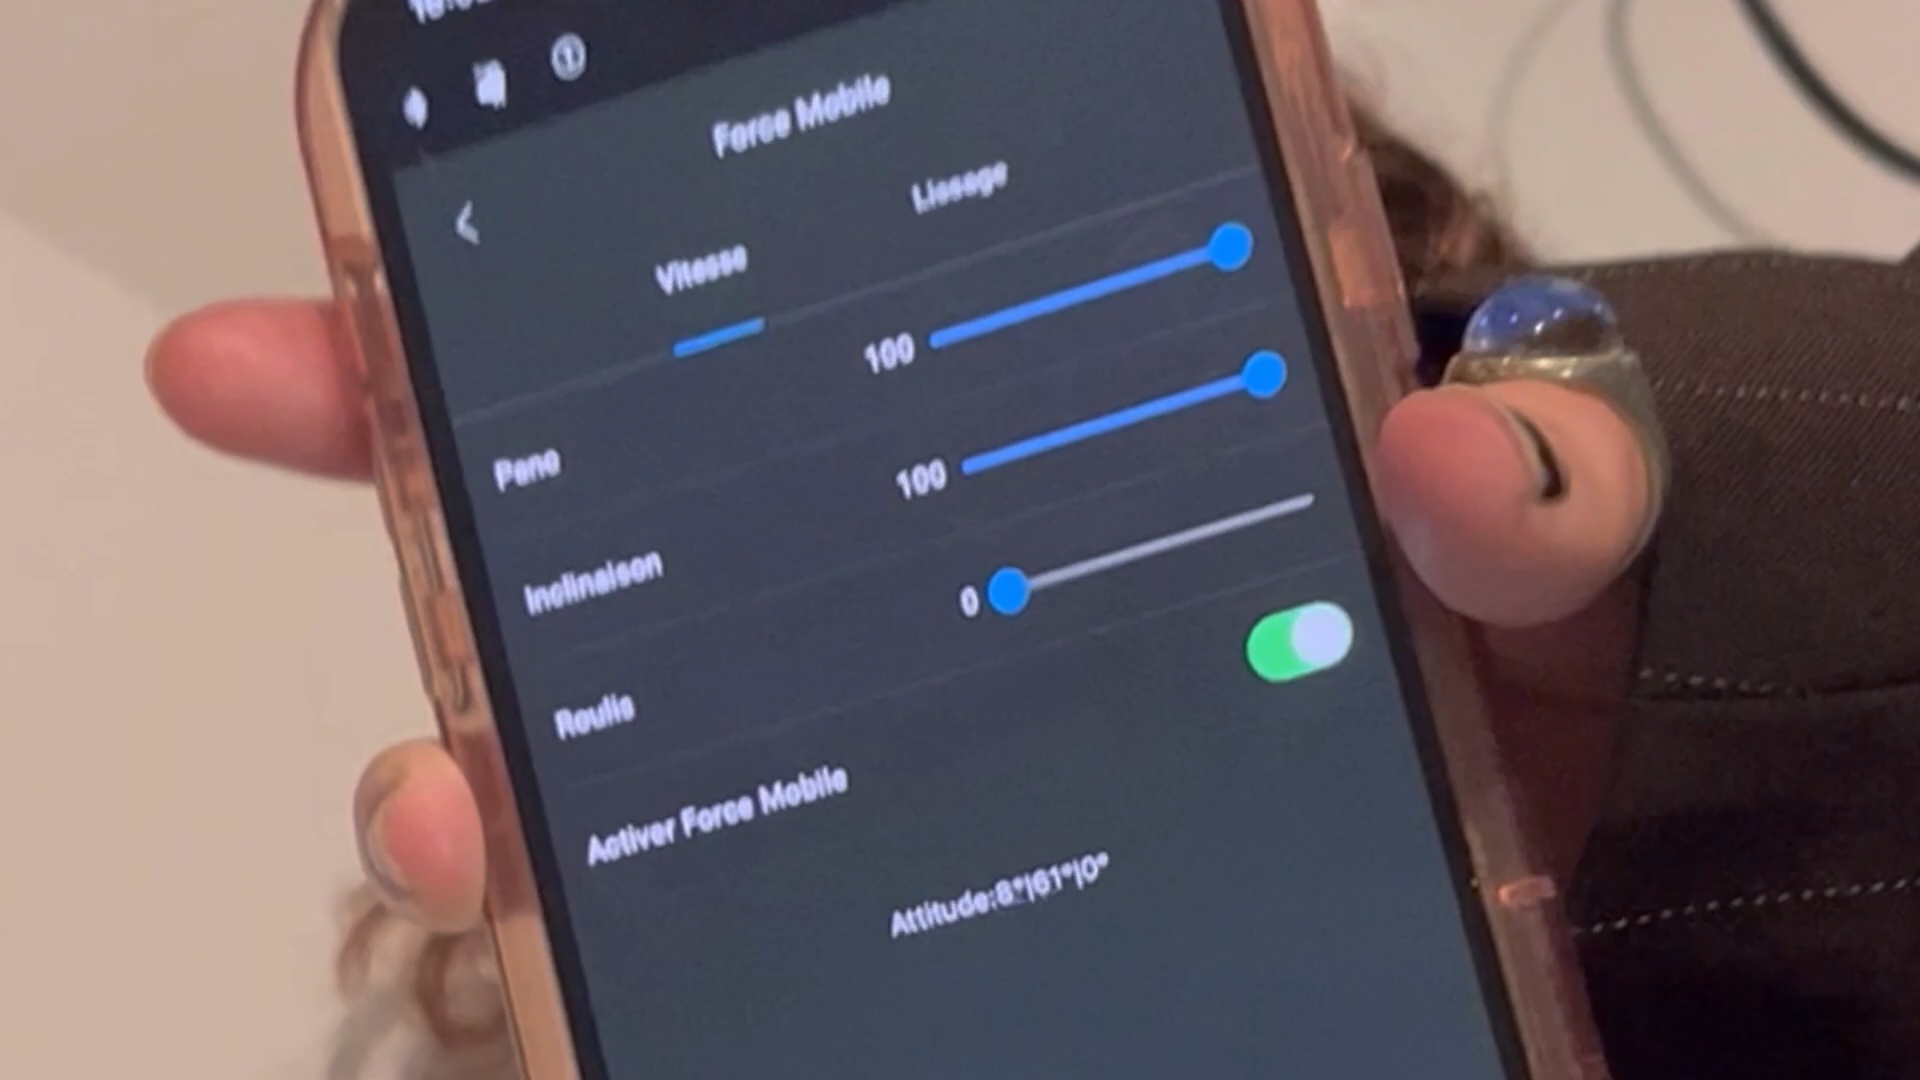 Force Mobile
Vitesse Lissage
Pano 100
Inclinaison 100
Roulis 0
Activer Force Mobile
Attitude:8°|61°|0°